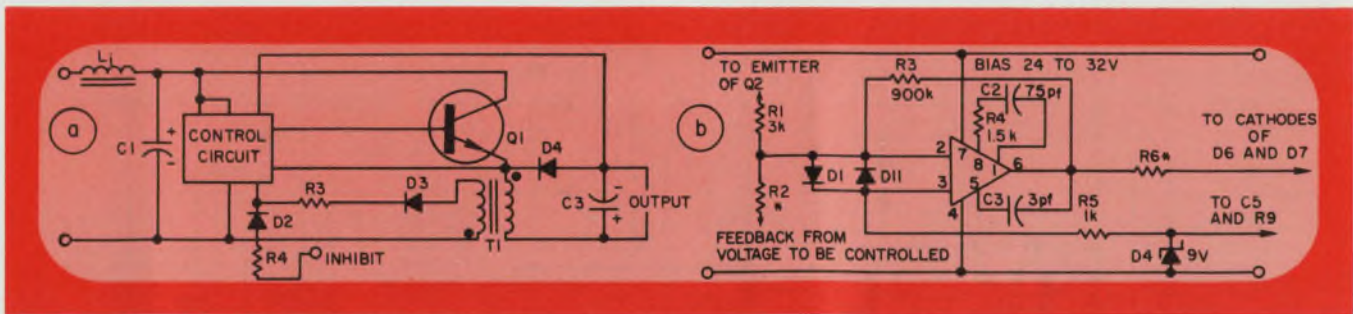 a
Li
C1
+
-
CONTROL
CIRCUIT
Q1
D4
R3
D3
D2
R4
INHIBIT
T1
C3
-
+
OUTPUT
b
TO EMITTER
OF Q2
R1
3k
R2
*
FEEDBACK FROM
VOLTAGE TO BE CONTROLLED
D1
D11
R3
900k
BIAS 24 TO 32V
C2
75pf
R4
1.5k
2
7
8
1
6
3
5
4
C3
3pf
R6*
R5
1k
D4
9V
TO CATHODES
OF
D6 AND D7
TO C5
AND R9